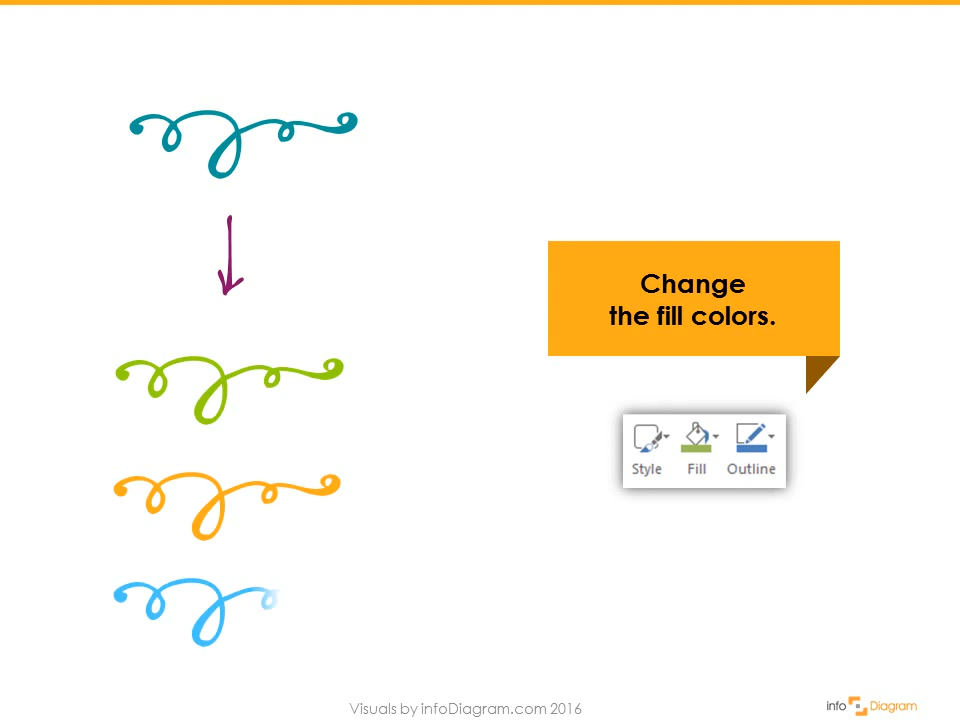 Change
the fill colors.
Style Fill Outline
Visuals by infoDiagram.com 2016
info Diagram